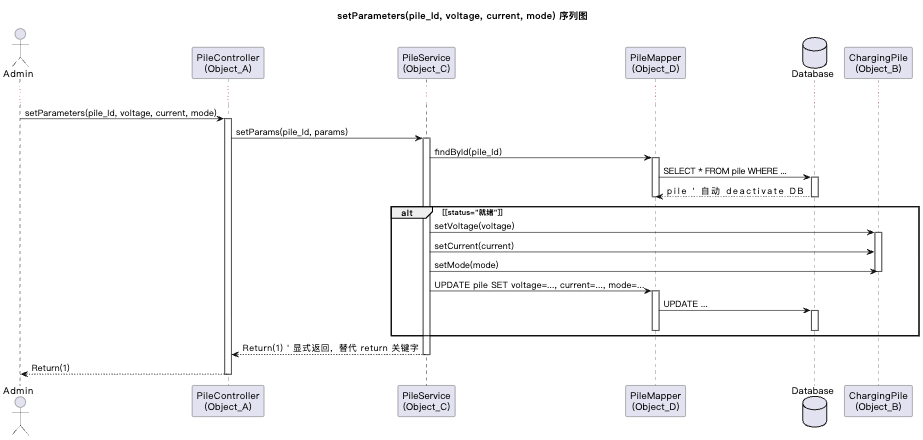 setParameters(pile_Id, voltage, current, mode) 序列图
Admin
PileController
(Object_A)
PileService
(Object_C)
PileMapper
(Object_D)
Database
ChargingPile
(Object_B)
setParameters(pile_Id, voltage, current, mode)
setParams(pile_Id, params)
findById(pile_Id)
SELECT * FROM pile WHERE ...
pile ' 自动 deactivate DB
alt
[[status="就绪"]]
setVoltage(voltage)
setCurrent(current)
setMode(mode)
UPDATE pile SET voltage=..., current=..., mode=...
UPDATE ...
Return(1) ' 显式返回，替代 return 关键字
Return(1)
Admin
PileController
(Object_A)
PileService
(Object_C)
PileMapper
(Object_D)
Database
ChargingPile
(Object_B)